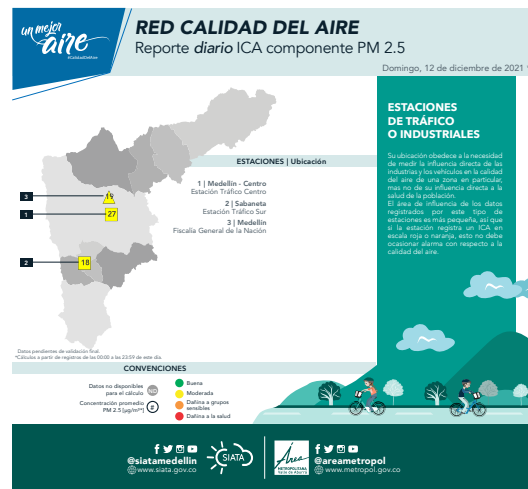 un mejor
aire
#CalidadDelAire
RED CALIDAD DEL AIRE
Reporte diario ICA componente PM 2.5
Domingo, 12 de diciembre de 2021
ESTACIONES | Ubicación
1 | Medellín - Centro
Estación Tráfico Centro
2 | Sabaneta
Estación Tráfico Sur
3 | Medellín
Fiscalía General de la Nación
3
19
1
27
2
18
ESTACIONES
DE TRÁFICO
O INDUSTRIALES
Su ubicación obedece a la necesidad
de medir la influencia directa de las
industrias y los vehículos en la calidad
del aire de una zona en particular,
mas no de su influencia directa a la
salud de la población.
El área de influencia de los datos
registrados por este tipo de
estaciones es más pequeña, así que
si la estación registra un ICA en
escala roja o naranja, esto no debe
ocasionar alarma con respecto a la
calidad del aire.
Datos pendientes de validación final.
*Cálculos a partir de registros de las 00:00 a las 23:59 de este día.
CONVENCIONES
Datos no disponibles
para el cálculo
ND
Concentración promedio
PM 2.5 [µg/m³*]
#
Buena
Moderada
Dañina a grupos
sensibles
Dañina a la salud
@siatamedellin
www.siata.gov.co
SIATA
Área
METROPOLITANA
Valle de Aburrá
@areametropol
www.metropol.gov.co